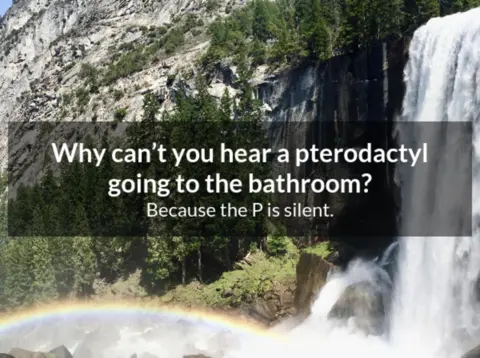 Why can’t you hear a pterodactyl
going to the bathroom?
Because the P is silent.